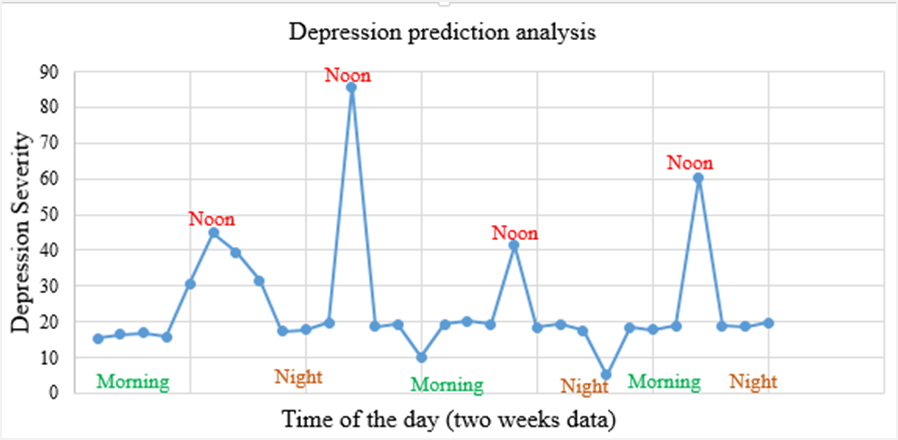 Depression prediction analysis
Depression Severity
90
80
70
60
50
40
30
20
10
0
Noon
Noon
Noon
Noon
Morning
Night
Morning
Night
Morning
Night
Time of the day (two weeks data)